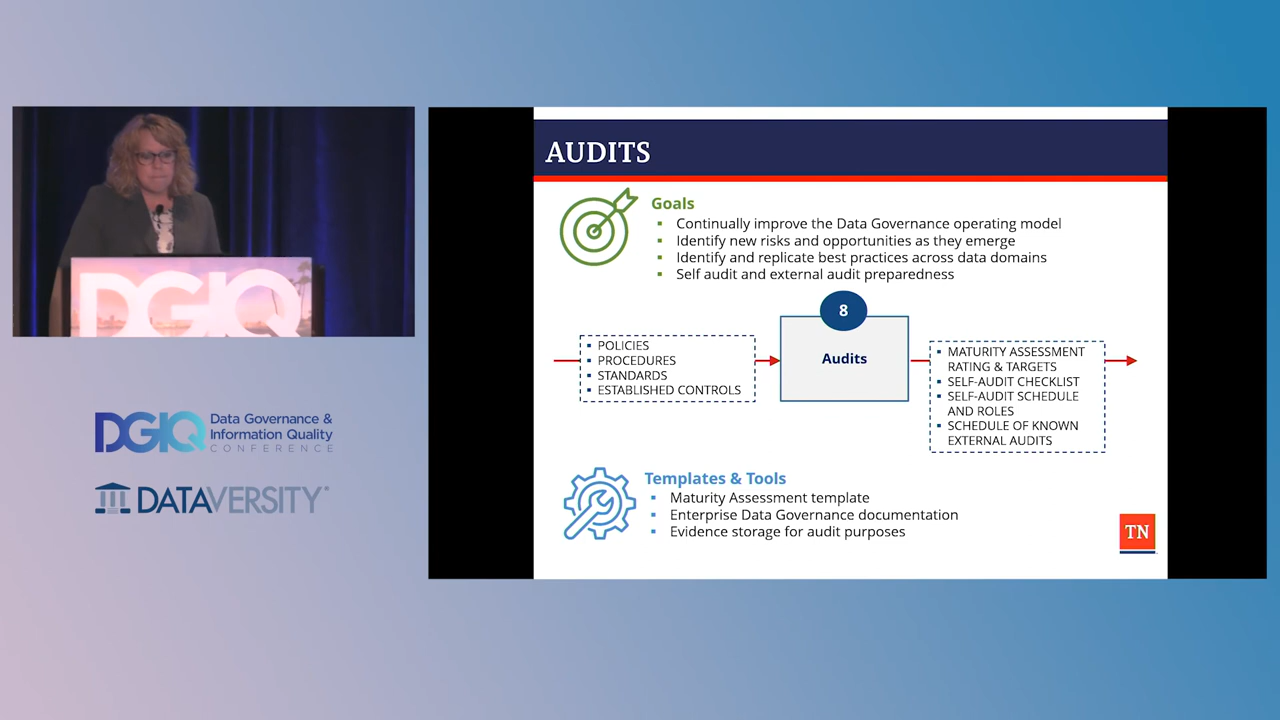 DGIQ
DGIQ
Data Governance &
Information Quality
CONFERENCE
DATAVERSITY
AUDITS
Goals
▪ Continually improve the Data Governance operating model
▪ Identify new risks and opportunities as they emerge
▪ Identify and replicate best practices across data domains
▪ Self audit and external audit preparedness
▪ POLICIES
▪ PROCEDURES
▪ STANDARDS
▪ ESTABLISHED CONTROLS
8
Audits
▪ MATURITY ASSESSMENT
RATING & TARGETS
▪ SELF-AUDIT CHECKLIST
▪ SELF-AUDIT SCHEDULE
AND ROLES
▪ SCHEDULE OF KNOWN
EXTERNAL AUDITS
Templates & Tools
▪ Maturity Assessment template
▪ Enterprise Data Governance documentation
▪ Evidence storage for audit purposes
TN